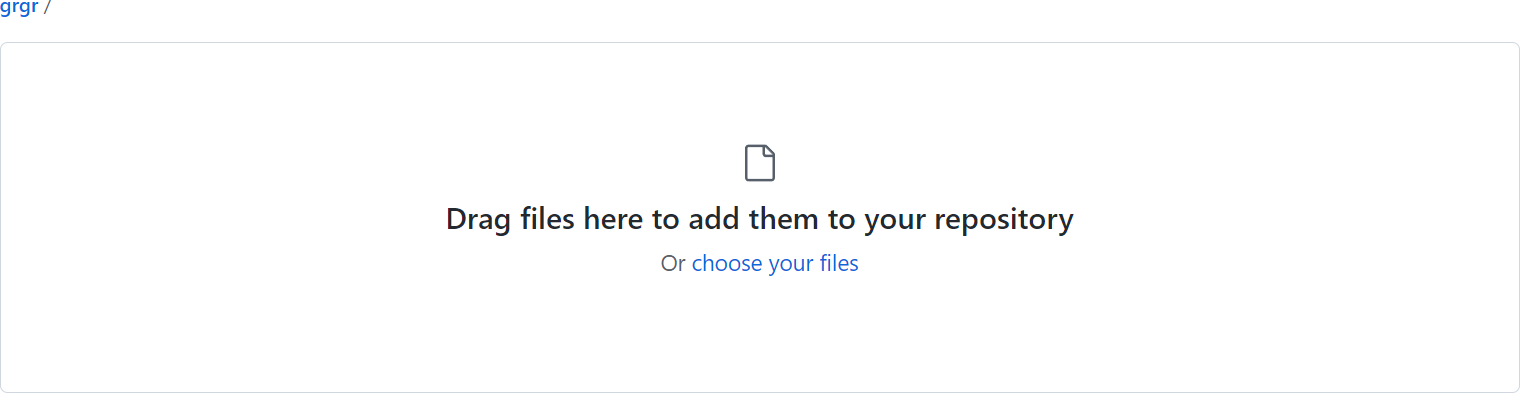 grgr /
Drag files here to add them to your repository
Or choose your files